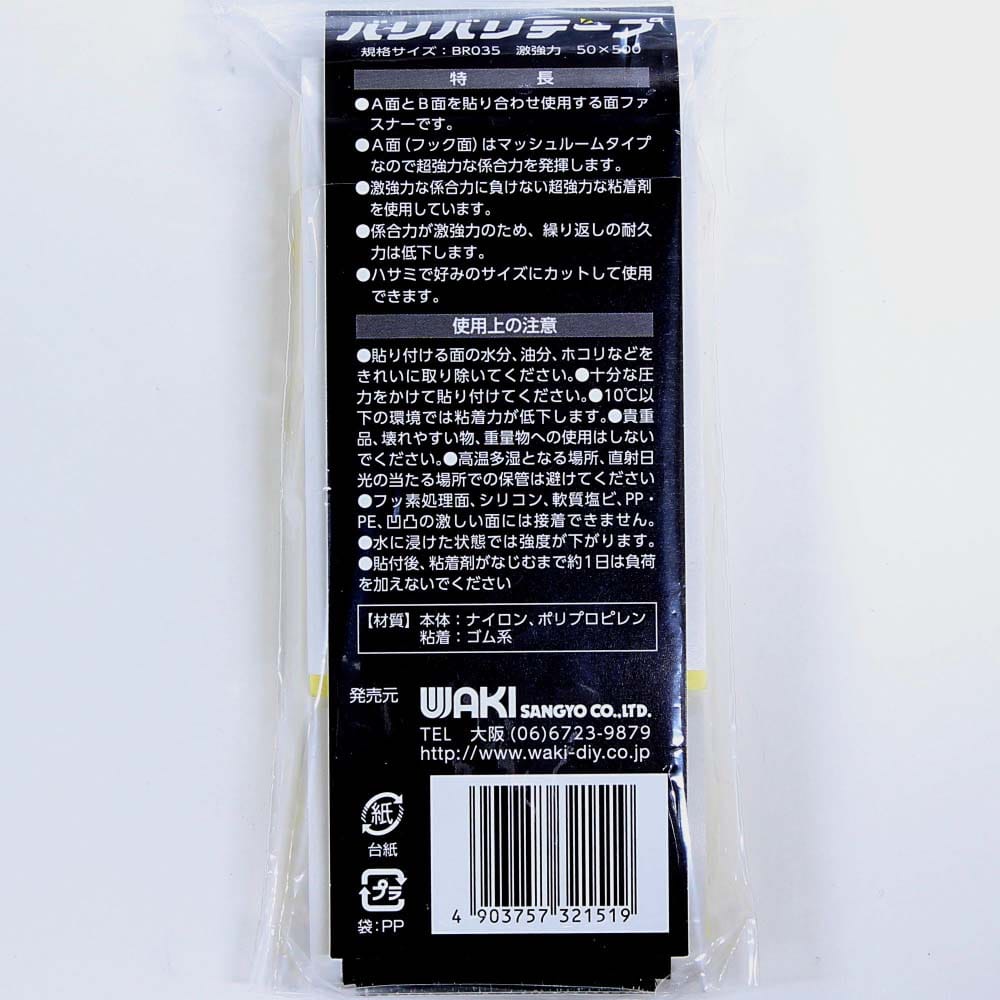 バリバリテープ
規格サイズ：BR035 激強力 50×500
特 長
●A面とB面を貼り合わせ使用する面ファ
スナーです。
●A面（フック面）はマッシュルームタイプ
なので超強力な係合力を発揮します。
●激強力な係合力に負けない超強力な粘着剤
を使用しています。
●係合力が激強力のため、繰り返しの耐久
力は低下します。
●ハサミで好みのサイズにカットして使用
できます。
使用上の注意
●貼り付ける面の水分、油分、ホコリなどを
きれいに取り除いてください。●十分な圧
力をかけて貼り付けてください。●10℃以
下の環境では粘着力が低下します。●貴重
品、壊れやすい物、重量物への使用はしない
でください。●高温多湿となる場所、直射日
光の当たる場所での保管は避けてください
●フッ素処理面、シリコン、軟質塩ビ、PP・
PE、凹凸の激しい面には接着できません。
●水に浸けた状態では強度が下がります。
●貼付後、粘着剤がなじむまで約1日は負荷
を加えないでください
【材質】本体：ナイロン、ポリプロピレン
粘着：ゴム系
発売元 WAKI SANGYO CO.,LTD.
TEL 大阪（06）6723-9879
http://www.waki-diy.co.jp
紙
台紙
プラ
袋：PP
4 903757 321519